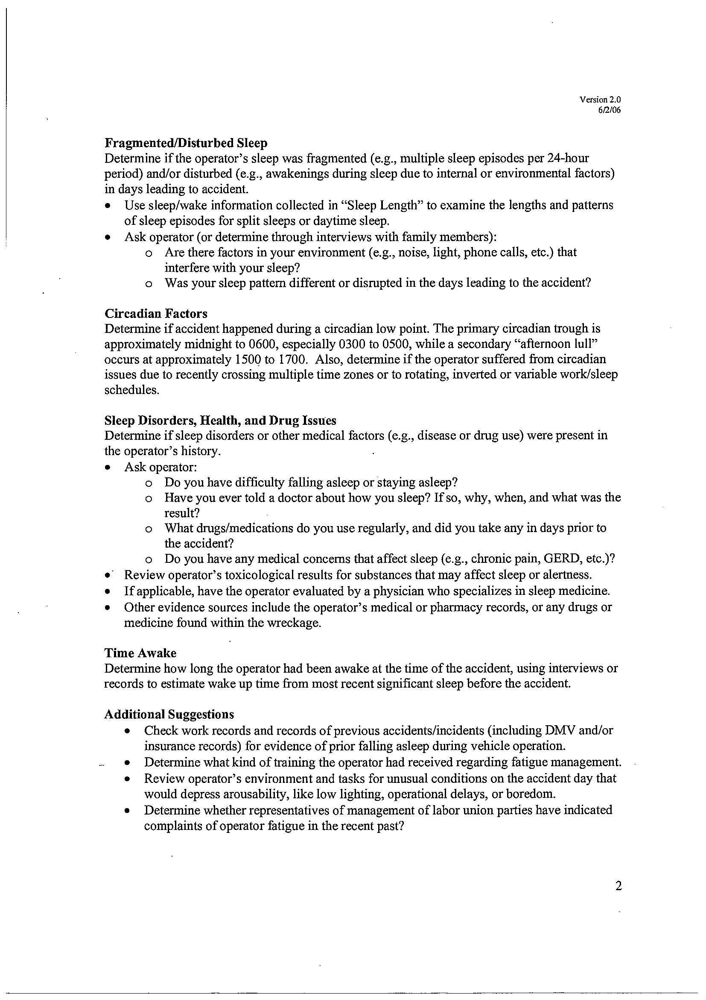 Version 2.0
6/2/06
Fragmented/Disturbed Sleep
Determine if the operator's sleep was fragmented (e.g., multiple sleep episodes per 24-hour
period) and/or disturbed (e.g., awakenings during sleep due to internal or environmental factors)
in days leading to accident.
• Use sleep/wake information collected in “Sleep Length” to examine the lengths and patterns
of sleep episodes for split sleeps or daytime sleep.
• Ask operator (or determine through interviews with family members):
o Are there factors in your environment (e.g., noise, light, phone calls, etc.) that
interfere with your sleep?
o Was your sleep pattern different or disrupted in the days leading to the accident?
Circadian Factors
Determine if accident happened during a circadian low point. The primary circadian trough is
approximately midnight to 0600, especially 0300 to 0500, while a secondary “afternoon lull”
occurs at approximately 1500 to 1700. Also, determine if the operator suffered from circadian
issues due to recently crossing multiple time zones or to rotating, inverted or variable work/sleep
schedules.
Sleep Disorders, Health, and Drug Issues
Determine if sleep disorders or other medical factors (e.g., disease or drug use) were present in
the operator's history.
• Ask operator:
o Do you have difficulty falling asleep or staying asleep?
o Have you ever told a doctor about how you sleep? If so, why, when, and what was the
result?
o What drugs/medications do you use regularly, and did you take any in days prior to
the accident?
o Do you have any medical concerns that affect sleep (e.g., chronic pain, GERD, etc.)?
• Review operator's toxicological results for substances that may affect sleep or alertness.
• If applicable, have the operator evaluated by a physician who specializes in sleep medicine.
• Other evidence sources include the operator's medical or pharmacy records, or any drugs or
medicine found within the wreckage.
Time Awake
Determine how long the operator had been awake at the time of the accident, using interviews or
records to estimate wake up time from most recent significant sleep before the accident.
Additional Suggestions
• Check work records and records of previous accidents/incidents (including DMV and/or
insurance records) for evidence of prior falling asleep during vehicle operation.
• Determine what kind of training the operator had received regarding fatigue management.
• Review operator's environment and tasks for unusual conditions on the accident day that
would depress arousability, like low lighting, operational delays, or boredom.
• Determine whether representatives of management of labor union parties have indicated
complaints of operator fatigue in the recent past?
2